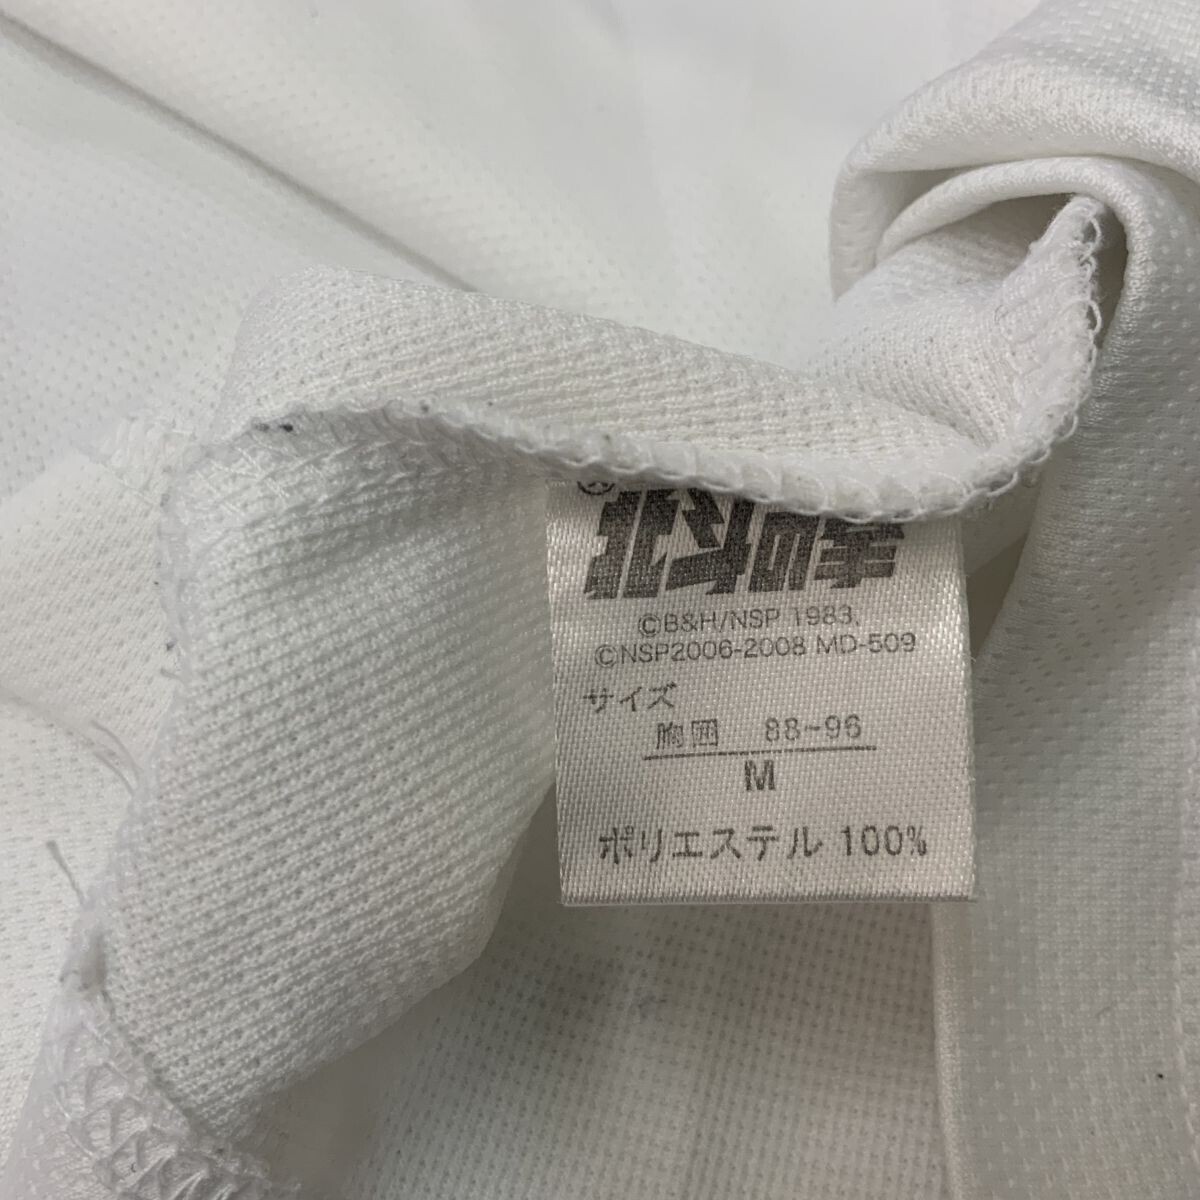 北斗の拳
©B&H/NSP 1983,
©NSP2006-2008 MD-509
サイズ
胸囲 88~96
M
ポリエステル 100%